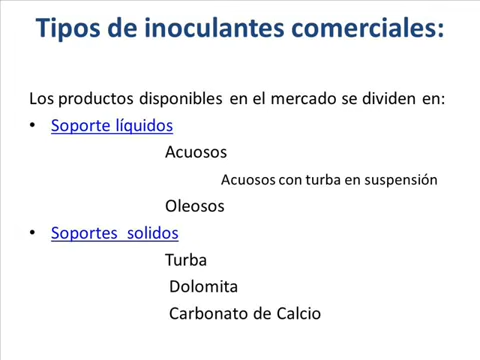 Tipos de inoculantes comerciales:
Los productos disponibles en el mercado se dividen en:
• Soporte líquidos
Acuosos
Acuosos con turba en suspensión
Oleosos
• Soportes solidos
Turba
Dolomita
Carbonato de Calcio